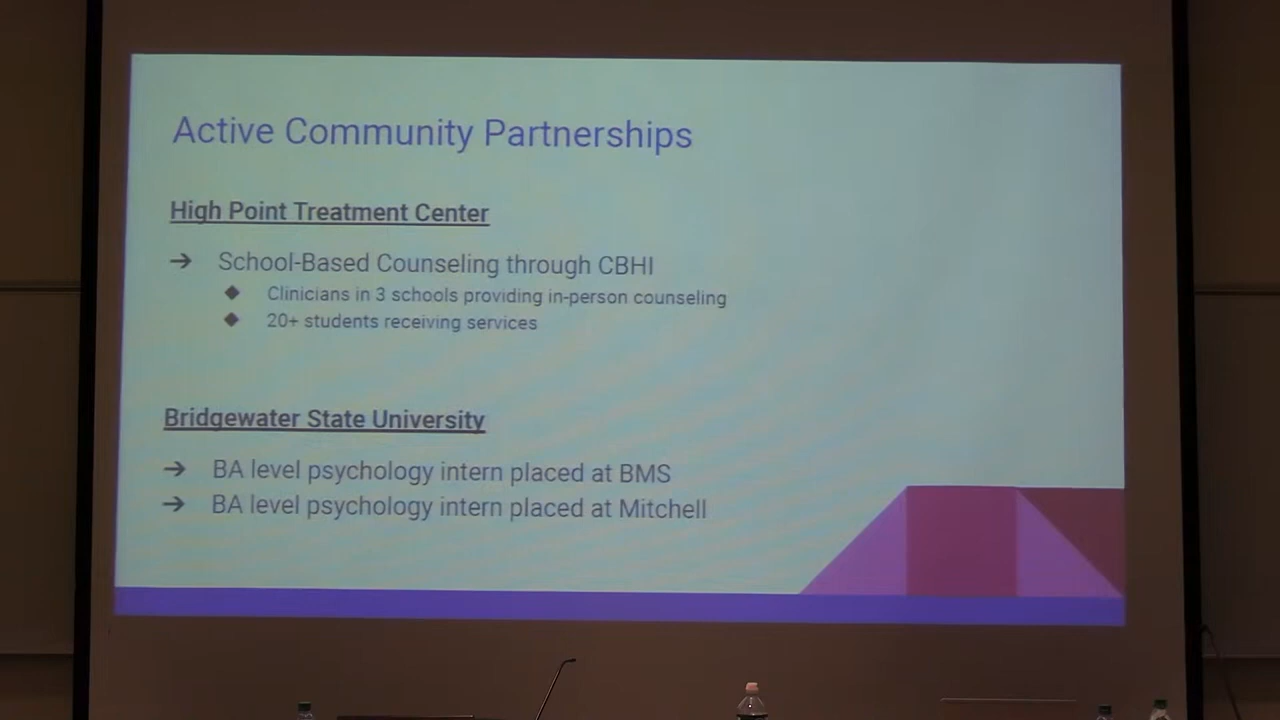 Active Community Partnerships
High Point Treatment Center
➔ School-Based Counseling through CBHI
◆ Clinicians in 3 schools providing in-person counseling
◆ 20+ students receiving services
Bridgewater State University
➔ BA level psychology intern placed at BMS
➔ BA level psychology intern placed at Mitchell